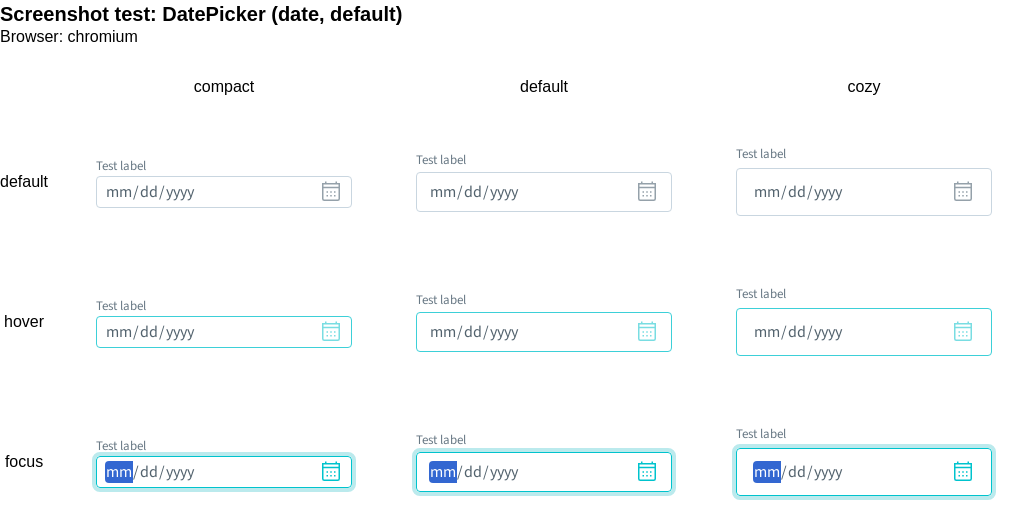 Screenshot test: DatePicker (date, default)
Browser: chromium
compact default cozy
default
Test label Test label Test label
mm/dd/yyyy mm/dd/yyyy mm/dd/yyyy
hover
Test label Test label Test label
mm/dd/yyyy mm/dd/yyyy mm/dd/yyyy
focus
Test label Test label Test label
mm/dd/yyyy mm/dd/yyyy mm/dd/yyyy